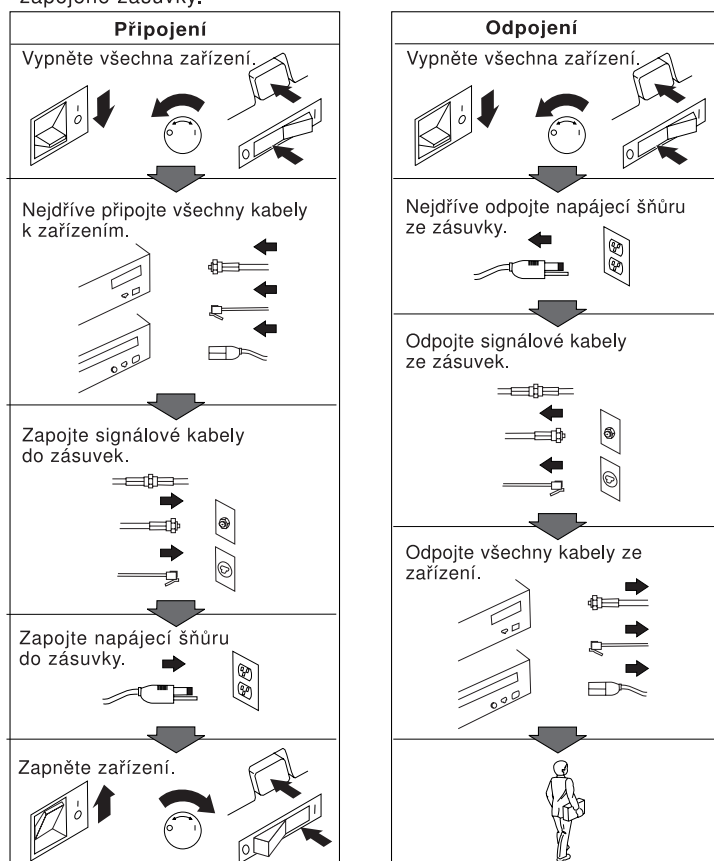 zapojené zásuvky.
Připojení
Vypněte všechna zařízení.
Nejdříve připojte všechny kabely
k zařízením.
Zapojte signálové kabely
do zásuvek.
Zapojte napájecí šňůru
do zásuvky.
Zapněte zařízení.
Odpojení
Vypněte všechna zařízení.
Nejdříve odpojte napájecí šňůru
ze zásuvky.
Odpojte signálové kabely
ze zásuvek.
Odpojte všechny kabely ze
zařízení.